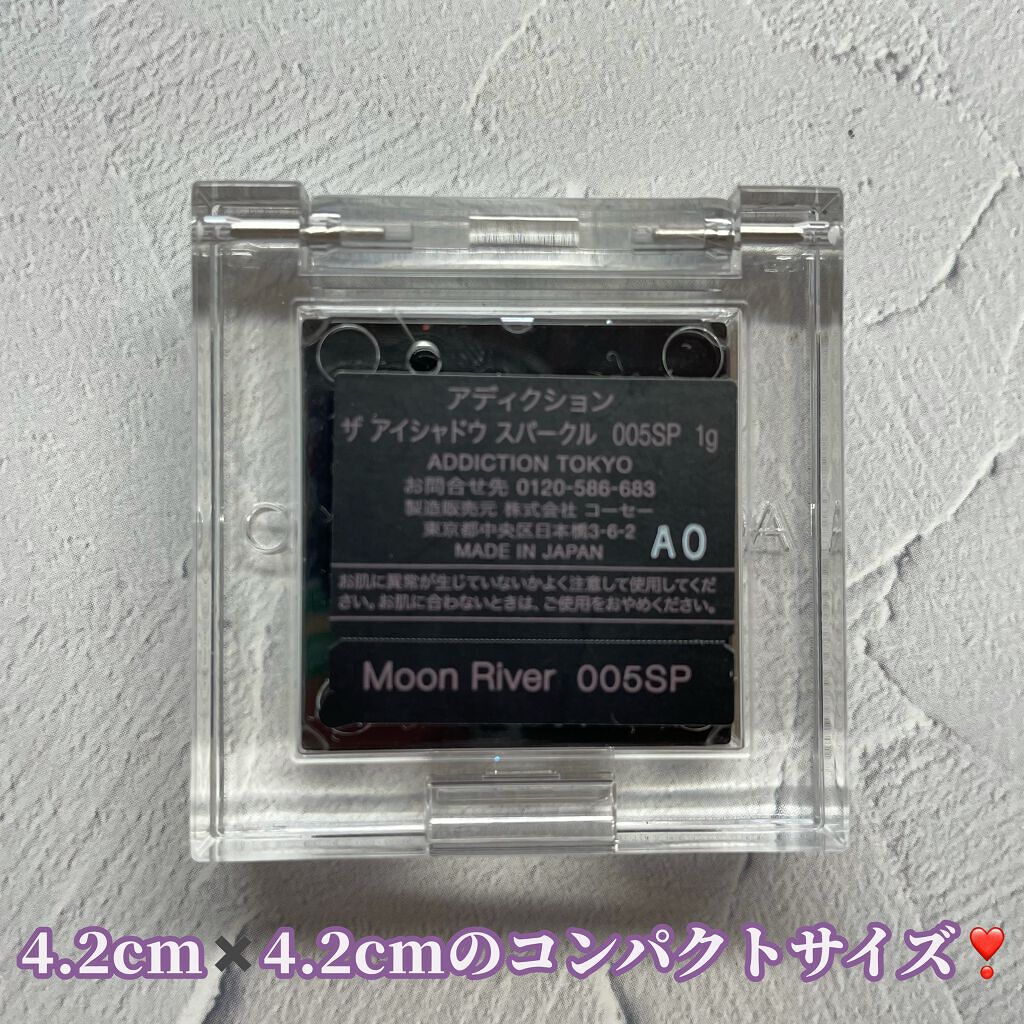 アディクション
ザ アイシャドウ スパークル 005SP 1g
ADDICTION TOKYO
お問合せ先 0120-586-683
製造販売元 株式会社 コーセー
東京都中央区日本橋3-6-2
MADE IN JAPAN A0
お肌に異常が生じていないかよく注意して使用してくだ
さい。お肌に合わないときは、ご使用をおやめください。
Moon River 005SP
4.2cm✖️4.2cmのコンパクトサイズ❣️